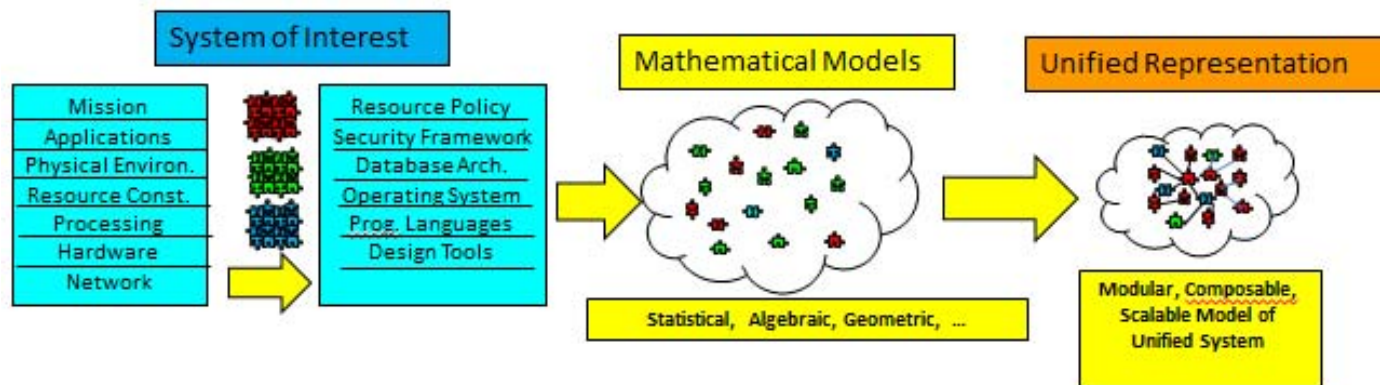 System of Interest
Mission
Applications
Physical Environ.
Resource Const.
Processing
Hardware
Network
Resource Policy
Security Framework
Database Arch.
Operating System
Prog. Languages
Design Tools
Mathematical Models
Statistical, Algebraic, Geometric, ...
Unified Representation
Modular, Composable,
Scalable Model of
Unified System